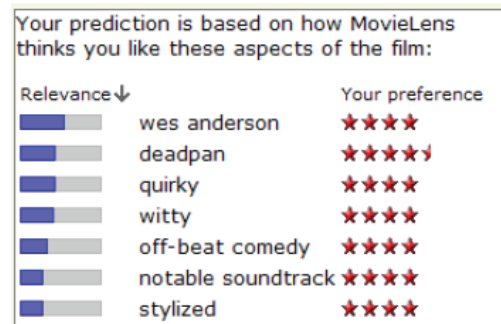 Your prediction is based on how MovieLens
thinks you like these aspects of the film:
Relevance Your preference
wes anderson
deadpan
quirky
witty
off-beat comedy
notable soundtrack
stylized